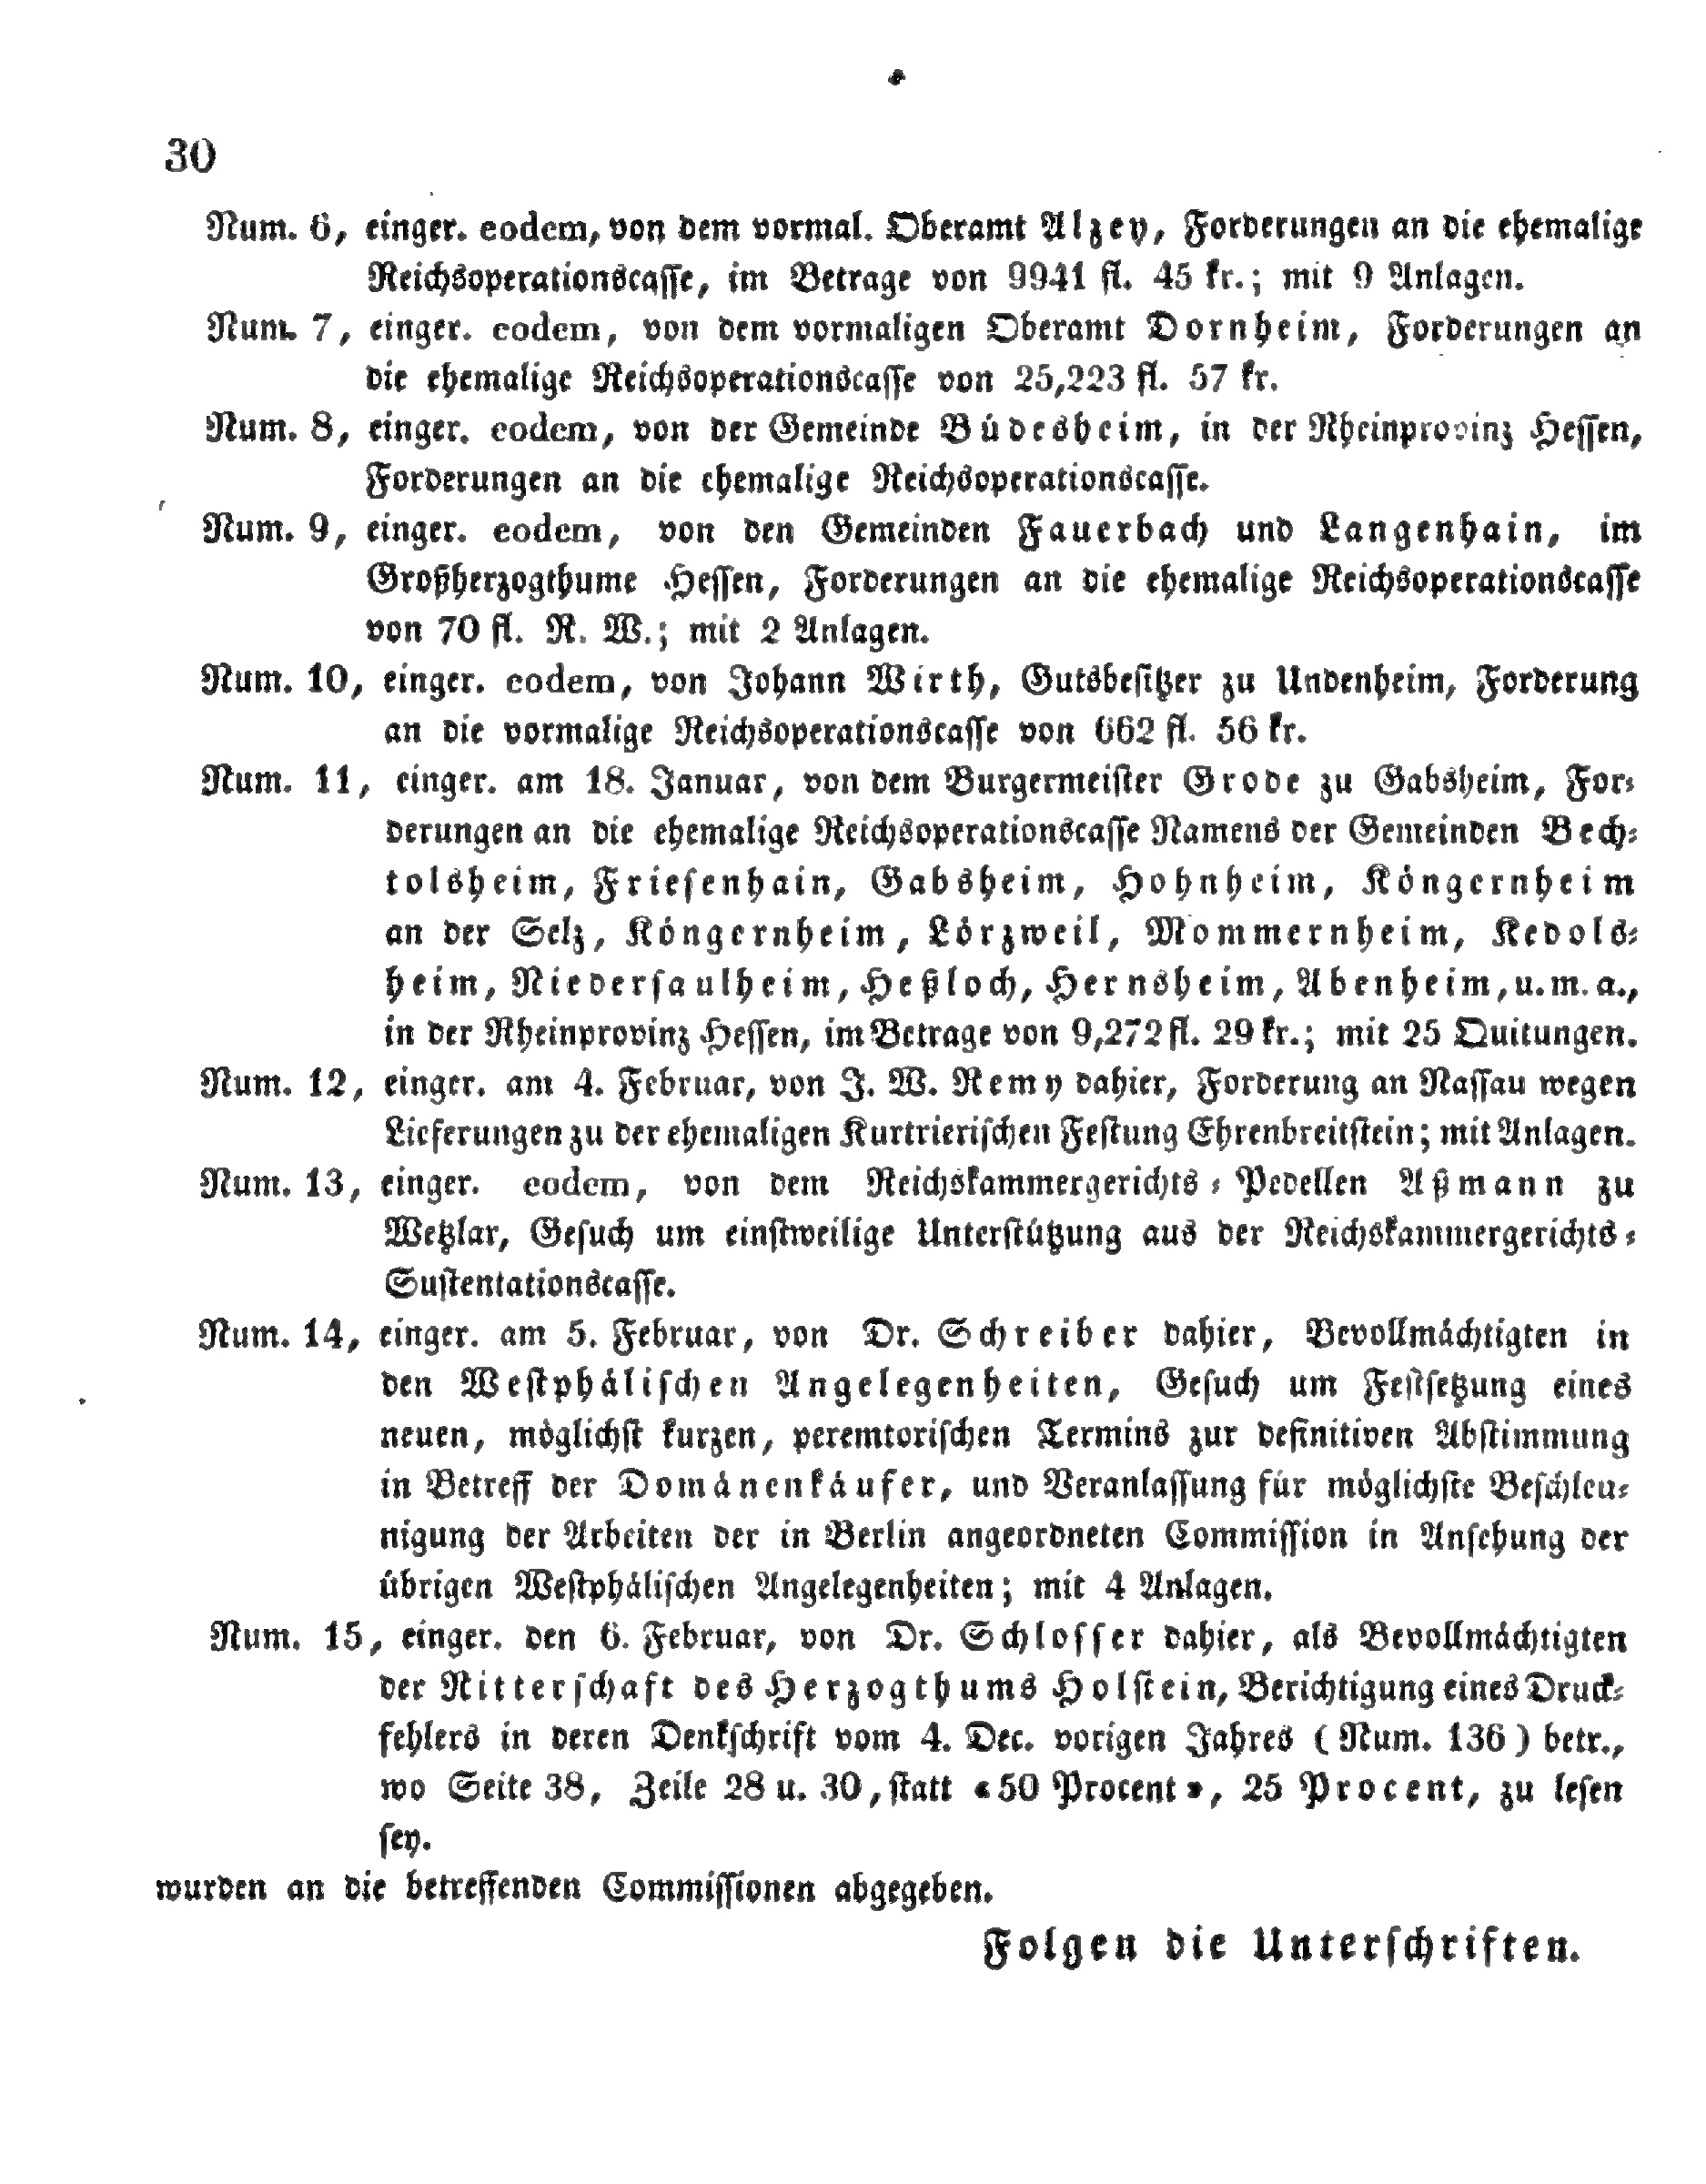 30
Num. 6, einger. eodem, von dem vormal. Oberamt Alzey, Forderungen an die ehemalige
Reichsoperationscasse, im Betrage von 9941 fl. 45 kr.; mit 9 Anlagen.
Num. 7, einger. eodem, von dem vormaligen Oberamt Dornheim, Forderungen an
die ehemalige Reichsoperationscasse von 25,223 fl. 57 kr.
Num. 8, einger. eodem, von der Gemeinde Büdesheim, in der Rheinprovinz Hessen,
Forderungen an die ehemalige Reichsoperationscasse.
Num. 9, einger. eodem, von den Gemeinden Fauerbach und Langenhain, im
Großherzogthume Hessen, Forderungen an die ehemalige Reichsoperationscasse
von 70 fl. R. W.; mit 2 Anlagen.
Num. 10, einger. eodem, von Johann Wirth, Gutsbesitzer zu Undenheim, Forderung
an die vormalige Reichsoperationscasse von 662 fl. 56 kr.
Num. 11, einger. am 18. Januar, von dem Burgermeister Grode zu Gabsheim, For-
derungen an die ehemalige Reichsoperationscasse Namens der Gemeinden Bech-
tolsheim, Friesenhain, Gabsheim, Hohnheim, Köngernheim
an der Selz, Köngernheim, Lörzweil, Mommernheim, Kedols-
heim, Niedersaulheim, Heßloch, Hernsheim, Abenheim, u. m. a.,
in der Rheinprovinz Hessen, im Betrage von 9,272 fl. 29 kr.; mit 25 Quitungen.
Num. 12, einger. am 4. Februar, von J. W. Remy dahier, Forderung an Nassau wegen
Lieferungen zu der ehemaligen Kurtrierischen Festung Ehrenbreitstein; mit Anlagen.
Num. 13, einger. eodem, von dem Reichskammergerichts-Pedellen Aßmann zu
Wetzlar, Gesuch um einstweilige Unterstützung aus der Reichskammergerichts-
Sustentationscasse.
Num. 14, einger. am 5. Februar, von Dr. Schreiber dahier, Bevollmächtigten in
den Westphälischen Angelegenheiten, Gesuch um Festsetzung eines
neuen, möglichst kurzen, peremtorischen Termins zur definitiven Abstimmung
in Betreff der Domänenkäufer, und Veranlassung für möglichste Beschleu-
nigung der Arbeiten der in Berlin angeordneten Commission in Ansehung der
übrigen Westphälischen Angelegenheiten; mit 4 Anlagen.
Num. 15, einger. den 6. Februar, von Dr. Schlosser dahier, als Bevollmächtigten
der Ritterschaft des Herzogthums Holstein, Berichtigung eines Druck-
fehlers in deren Denkschrift vom 4. Dec. vorigen Jahres (Num. 136) betr.,
wo Seite 38, Zeile 28 u. 30, statt «50 Procent», 25 Procent, zu lesen
sey.
wurden an die betreffenden Commissionen abgegeben.
Folgen die Unterschriften.